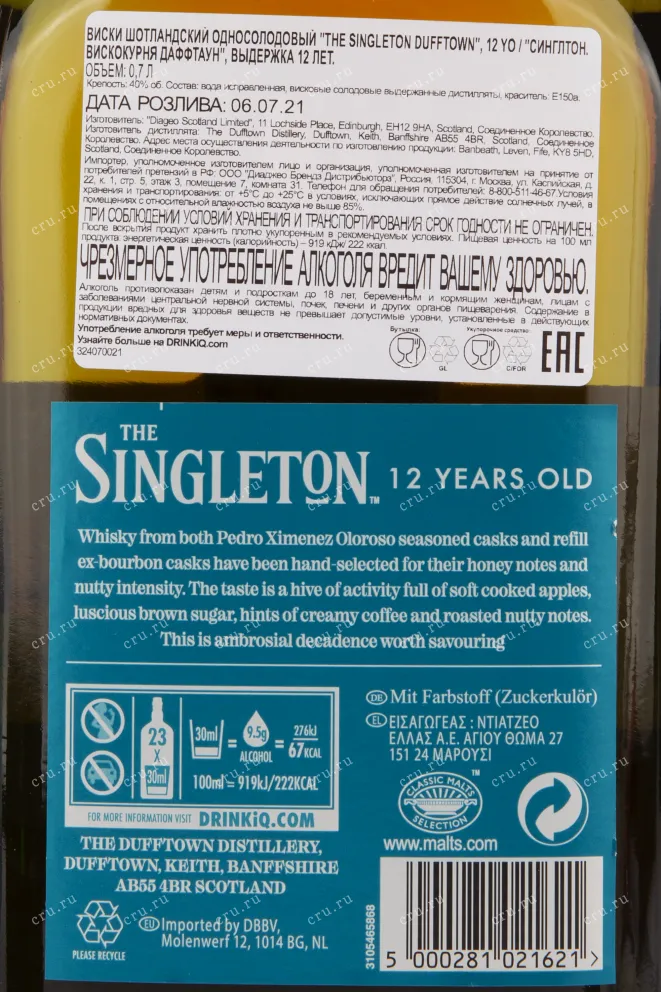 ВИСКИ ШОТЛАНДСКИЙ ОДНОСОЛОДОВЫЙ "THE SINGLETON DUFFTOWN", 12 YO / "СИНГЛТОН.
ВИСКОКУРНЯ ДАФФТАУН", ВЫДЕРЖКА 12 ЛЕТ.
ОБЪЕМ: 0,7 Л
Крепость: 40% об. Состав: вода исправленная, висковые солодовые выдержанные дистилляты, краситель: Е150а.
ДАТА РОЗЛИВА: 06.07.21
Изготовитель: "Diageo Scotland Limited", 11 Lochside Place, Edinburgh, EH12 9HA, Scotland, Соединенное Королевство.
Изготовитель дистиллята: The Dufftown Distillery, Dufftown, Keith, Banffshire AB55 4BR, Scotland, Соединенное
Королевство. Адрес места осуществления деятельности по изготовлению продукции: Banbeath, Leven, Fife, KY8 5HD,
Scotland, Соединенное Королевство.
Импортер, уполномоченное изготовителем лицо и организация, уполномоченная изготовителем на принятие от
потребителей претензий в РФ: ООО "Диаджео Брендз Дистрибьюторз", Россия, 115304, г. Москва, ул. Каспийская, д.
22, к. 1, стр. 5, этаж 3, помещение 7, комната 31. Телефон для обращения потребителей: 8-800-511-46-67. Условия
хранения и транспортирования: от +5°С до +25°С в условиях, исключающих прямое действие солнечных лучей, в
помещениях с относительной влажностью воздуха не выше 85%.
ПРИ СОБЛЮДЕНИИ УСЛОВИЙ ХРАНЕНИЯ И ТРАНСПОРТИРОВАНИЯ СРОК ГОДНОСТИ НЕ ОГРАНИЧЕН.
После вскрытия продукт хранить плотно укупоренным в рекомендуемых условиях. Пищевая ценность на 100 мл
продукта: энергетическая ценность (калорийность) – 919 кДж/ 222 ккал.
ЧРЕЗМЕРНОЕ УПОТРЕБЛЕНИЕ АЛКОГОЛЯ ВРЕДИТ ВАШЕМУ ЗДОРОВЬЮ.
Алкоголь противопоказан детям и подросткам до 18 лет, беременным и кормящим женщинам, лицам с
заболеваниями центральной нервной системы, почек, печени и других органов пищеварения. Содержание в
продукции вредных для здоровья веществ не превышает допустимые уровни, установленные в действующих
нормативных документах.
Употребление алкоголя требует меры и ответственности.
Узнайте больше на DRINKiQ.com
324070021
Бутылка: Укупорочное средство:
GL C/FOR
EAC
THE
SINGLETON™ 12 YEARS OLD
Whisky from both Pedro Ximenez Oloroso seasoned casks and refill
ex-bourbon casks have been hand-selected for their honey notes and
nutty intensity. The taste is a hive of activity full of soft cooked apples,
luscious brown sugar, hints of creamy coffee and roasted nutty notes.
This is ambrosial decadence worth savouring
23
X
30ml
30ml = 9.5g ALCOHOL = 276kJ 67KCAL
100ml = 919kJ/222KCAL
FOR MORE INFORMATION VISIT DRINKiQ.COM
DE Mit Farbstoff (Zuckerkulör)
EL ΕΙΣΑΓΩΓΕΑΣ : ΝΤΙΑΤΖΕΟ
ΕΛΛΑΣ Α.Ε. ΑΓΙΟΥ ΘΩΜΑ 27
151 24 ΜΑΡΟΥΣΙ
CLASSIC MALTS
SELECTION™
www.malts.com
THE DUFFTOWN DISTILLERY,
DUFFTOWN, KEITH, BANFFSHIRE
AB55 4BR SCOTLAND
PLEASE RECYCLE
EU Imported by DBBV,
Molenwerf 12, 1014 BG, NL
3105465868
5 000281 021621 >
cru.ru